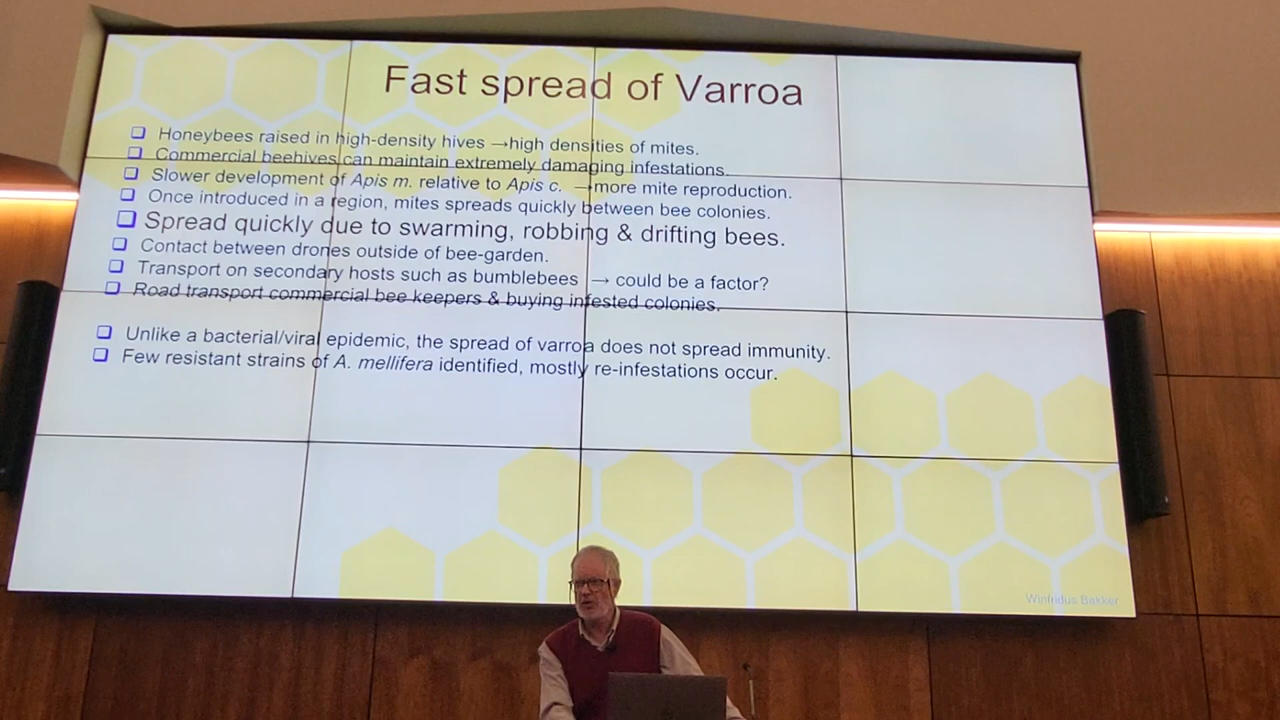 Fast spread of Varroa
❑ Honeybees raised in high-density hives →high densities of mites.
❑ Commercial beehives can maintain extremely damaging infestations.
❑ Slower development of Apis m. relative to Apis c. →more mite reproduction.
❑ Once introduced in a region, mites spreads quickly between bee colonies.
❑ Spread quickly due to swarming, robbing & drifting bees.
❑ Contact between drones outside of bee-garden.
❑ Transport on secondary hosts such as bumblebees → could be a factor?
❑ Road transport commercial bee keepers & buying infested colonies.
❑ Unlike a bacterial/viral epidemic, the spread of varroa does not spread immunity.
❑ Few resistant strains of A. mellifera identified, mostly re-infestations occur.
Winfridus Bakker